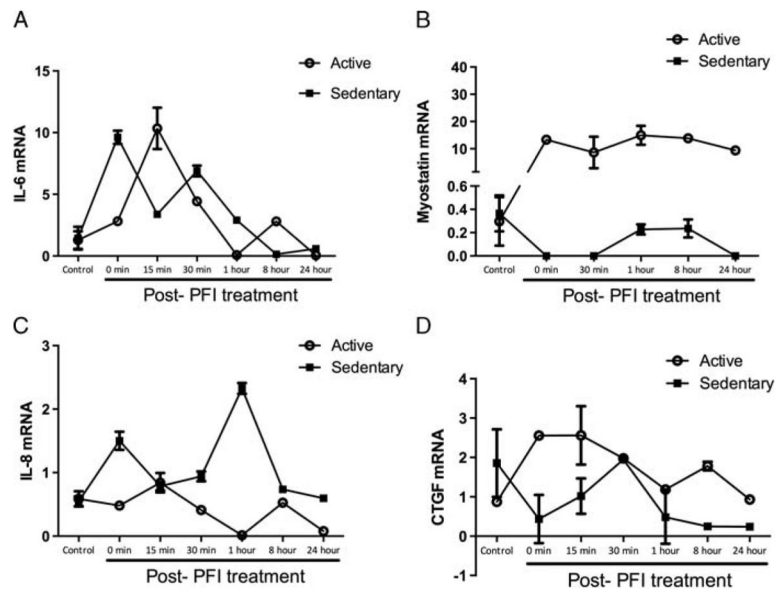 A
Active
Sedentary
IL-6 mRNA
15
10
5
0
Control 0 min 15 min 30 min 1 hour 8 hour 24 hour
Post- PFI treatment
B
Active
Sedentary
Myostatin mRNA
40
30
20
10
0.6
0.4
0.2
0.0
Control 0 min 30 min 1 hour 8 hour 24 hour
Post- PFI treatment
C
Active
Sedentary
IL-8 mRNA
3
2
1
0
Control 0 min 15 min 30 min 1 hour 8 hour 24 hour
Post- PFI treatment
D
Active
Sedentary
CTGF mRNA
4
3
2
1
0
-1
Control 0 min 15 min 30 min 1 hour 8 hour 24 hour
Post- PFI treatment